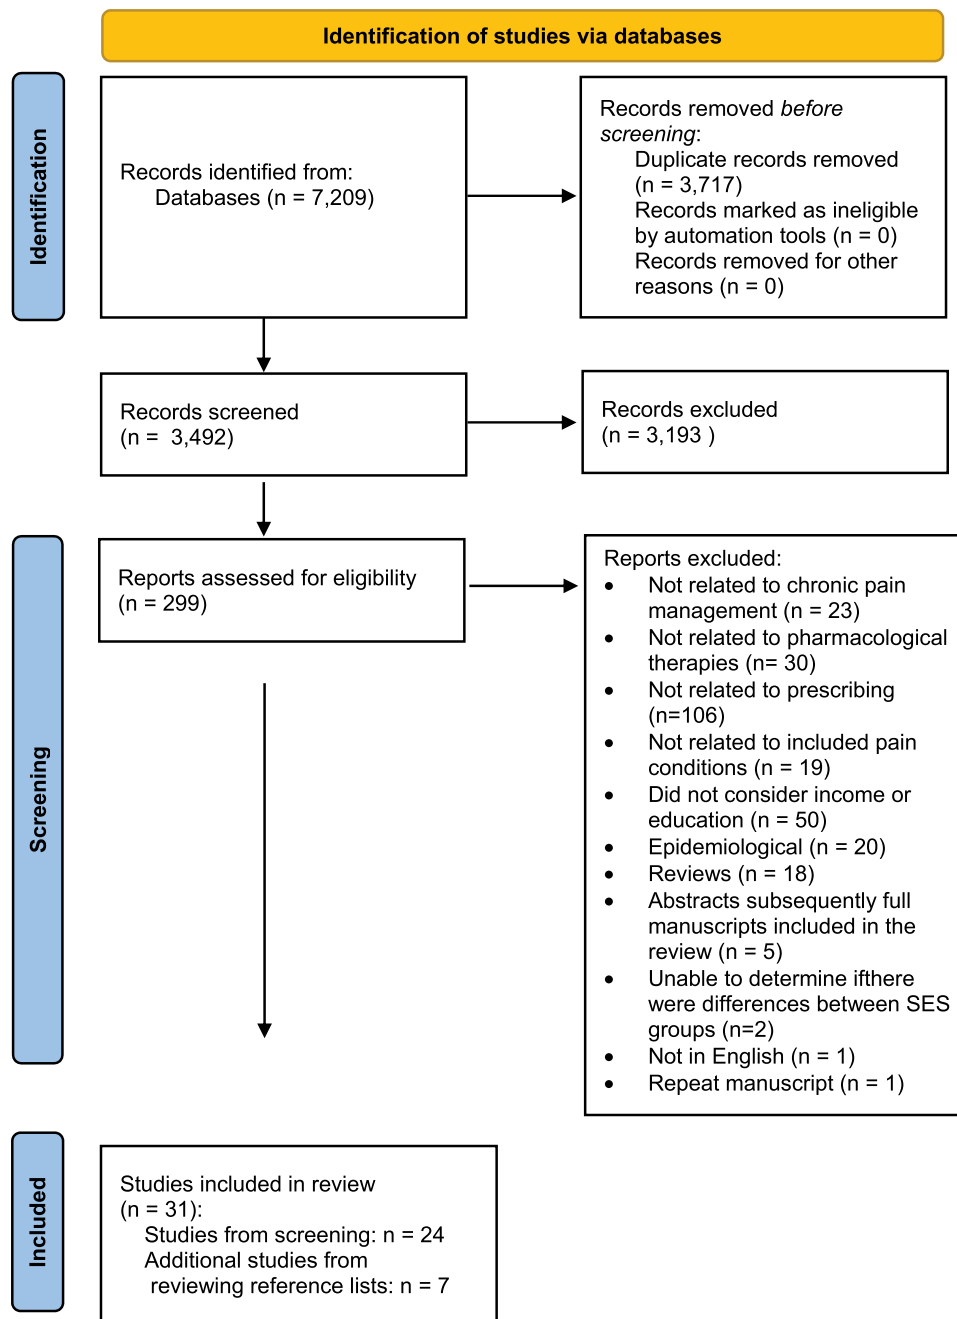 Identification of studies via databases
Identification
Records identified from:
Databases (n = 7,209)
Records removed before
screening:
Duplicate records removed
(n = 3,717)
Records marked as ineligible
by automation tools (n = 0)
Records removed for other
reasons (n = 0)
Records screened
(n =  3,492)
Records excluded
(n = 3,193 )
Screening
Reports assessed for eligibility
(n = 299)
Reports excluded:
• Not related to chronic pain
management (n = 23)
• Not related to pharmacological
therapies (n= 30)
• Not related to prescribing
(n=106)
• Not related to included pain
conditions (n = 19)
• Did not consider income or
education (n = 50)
• Epidemiological (n = 20)
• Reviews (n = 18)
• Abstracts subsequently full
manuscripts included in the
review (n = 5)
• Unable to determine ifthere
were differences between SES
groups (n=2)
• Not in English (n = 1)
• Repeat manuscript (n = 1)
Included
Studies included in review
(n = 31):
Studies from screening: n = 24
Additional studies from
reviewing reference lists: n = 7